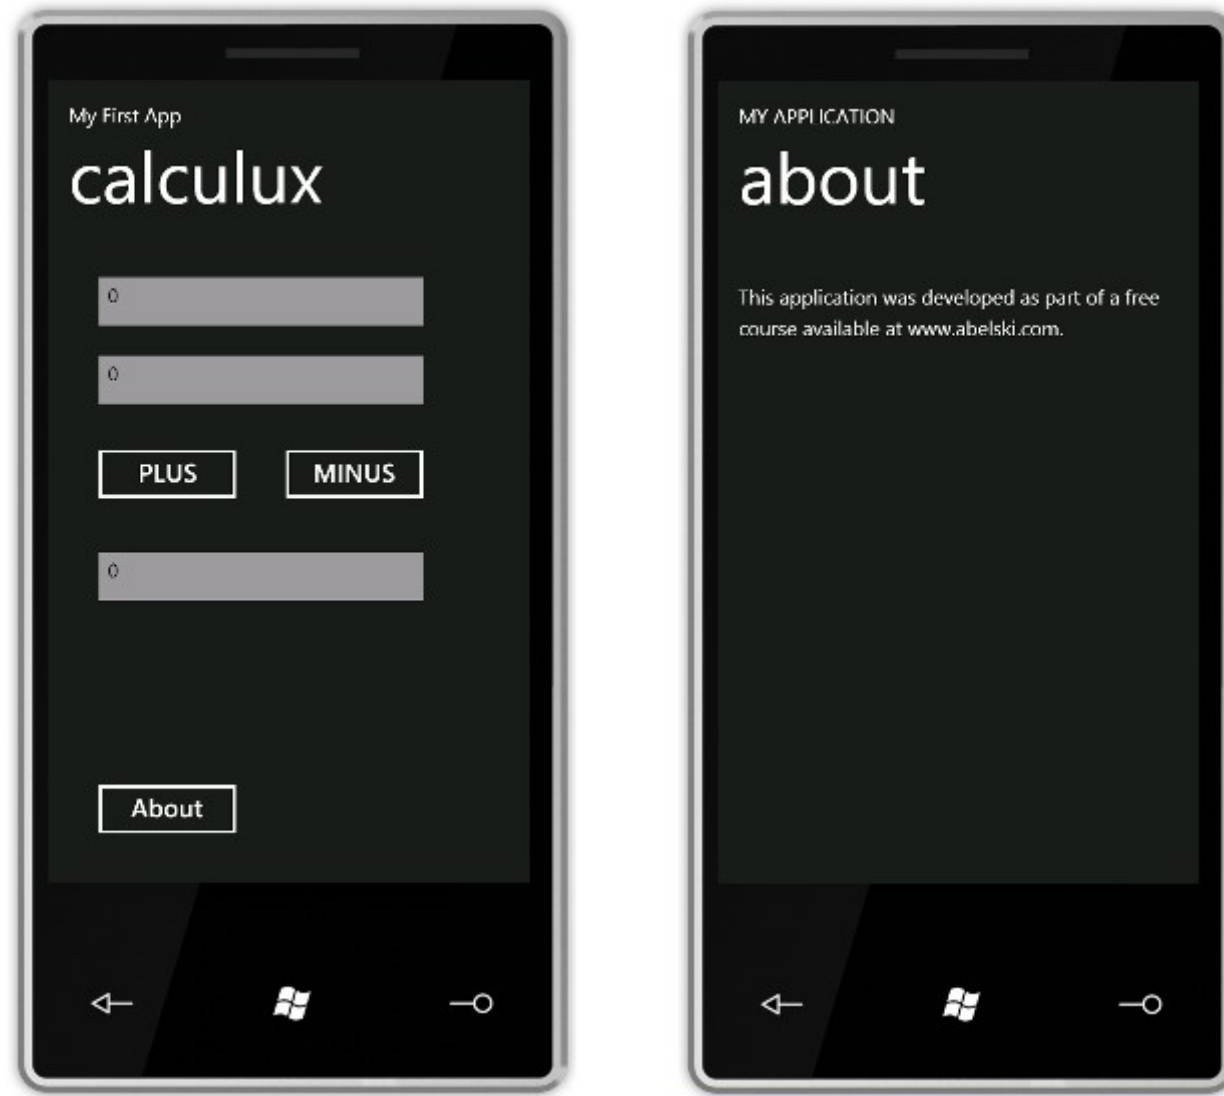 My First App
calculux
0
0
PLUS MINUS
0
About
MY APPLICATION
about
This application was developed as part of a free
course available at www.abelski.com.